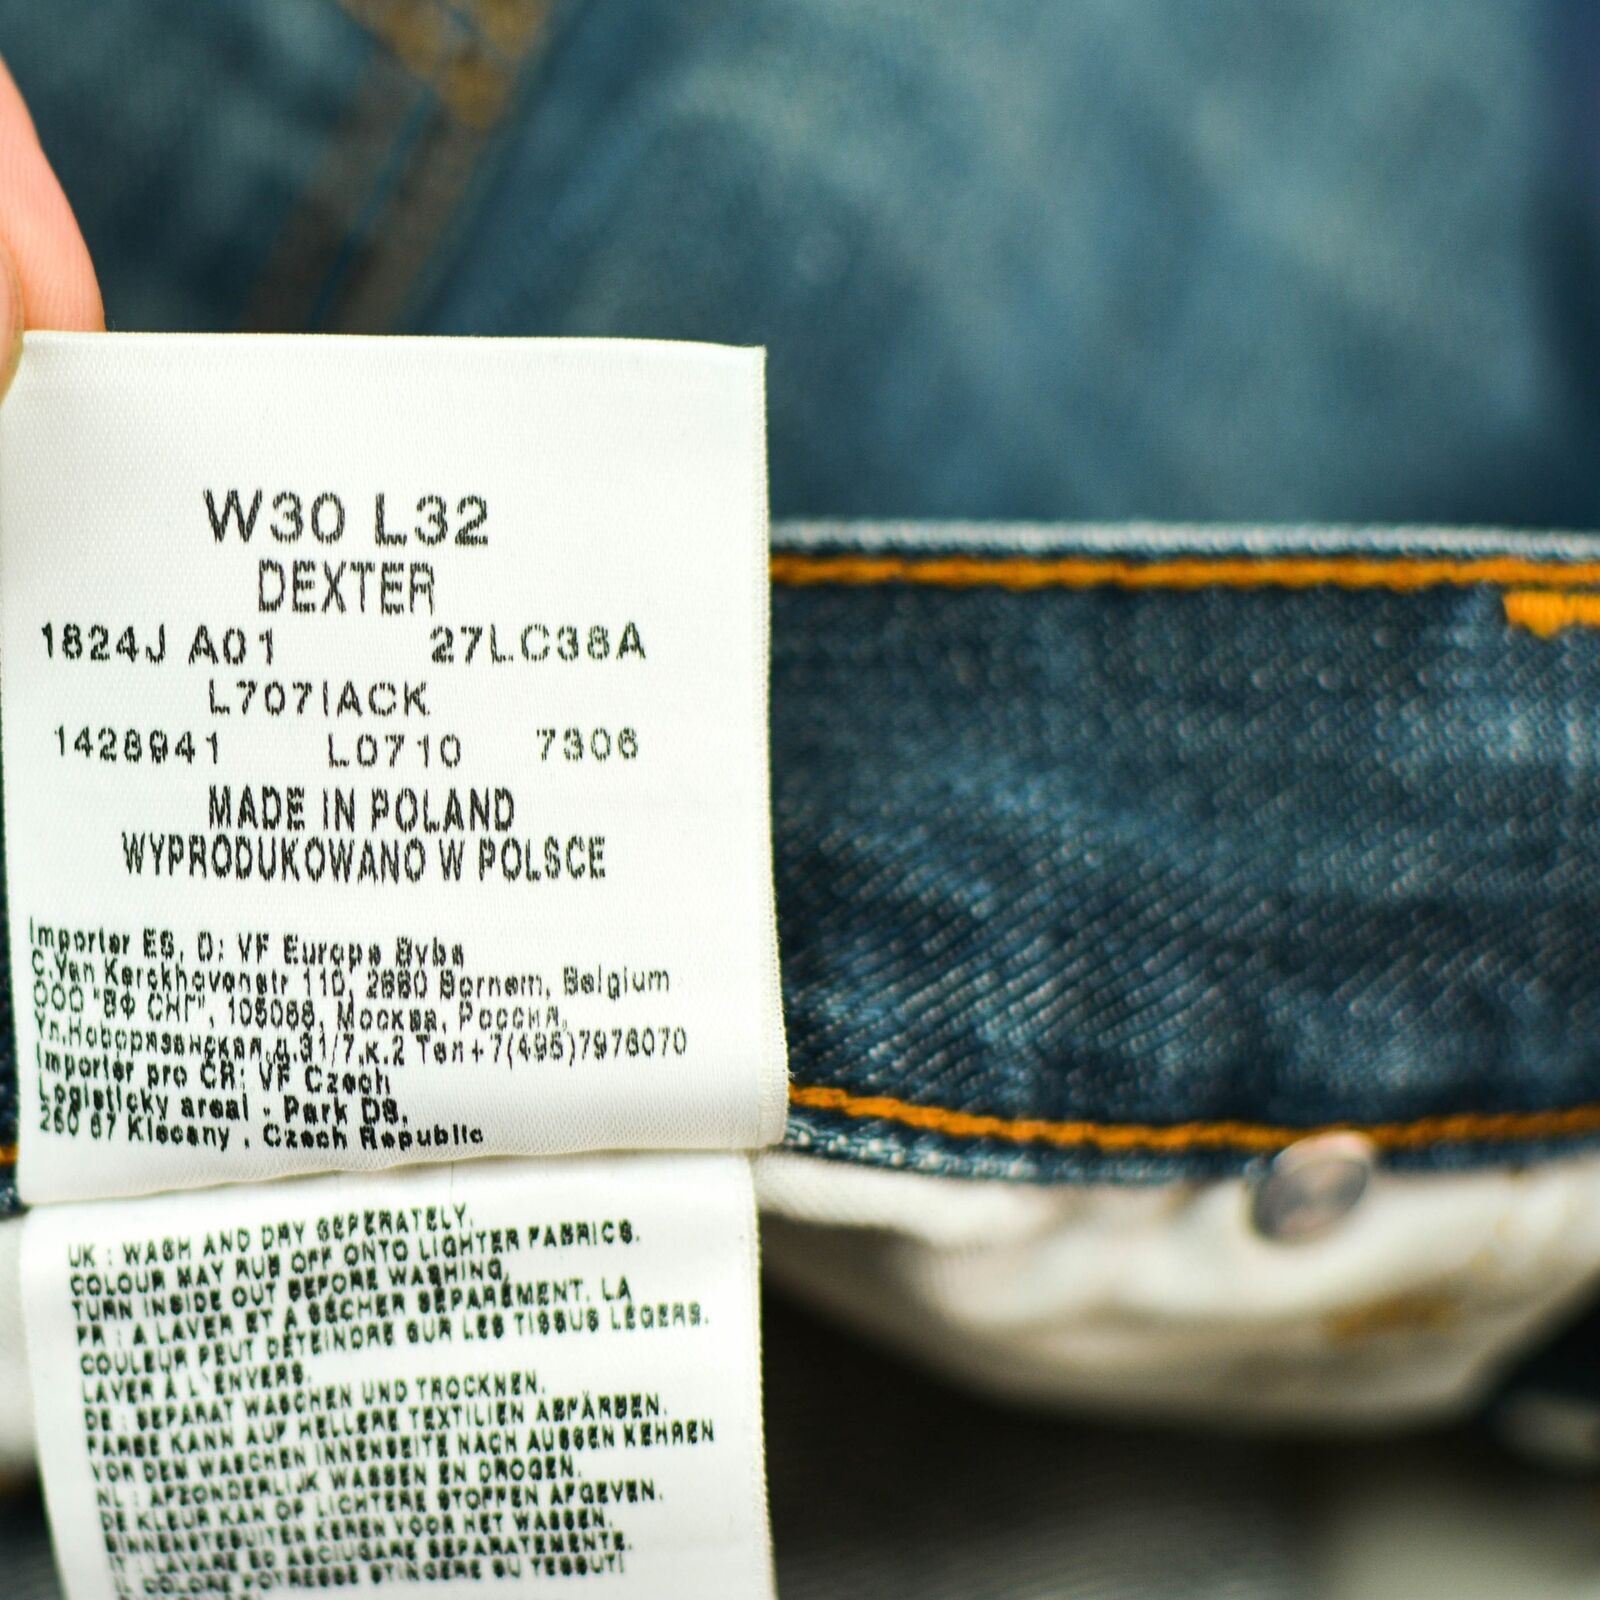 W30 L32
DEXTER
1824J A01 27LC38A
L707IACK
1428941 L0710 7306
MADE IN POLAND
WYPRODUKOWANO W POLSCE
Importer ES, D: VF Europe Bvba
C.Van Kerckhovenstr 110, 2880 Bornem, Belgium
ООО "ВФ СНГ", 105066, Москва, Россия,
Ул.Новорязанская,д.31/7,к.2 Тел+7(495)7976070
Importer pro CR: VF Czech
Logisticky areal - Park D8,
250 67 Klecany , Czech Republic
UK : WASH AND DRY SEPERATELY.
COLOUR MAY RUB OFF ONTO LIGHTER FABRICS.
TURN INSIDE OUT BEFORE WASHING.
FR : A LAVER ET A SÉCHER SÉPARÉMENT. LA
COULEUR PEUT DÉTEINDRE SUR LES TISSUS LÉGERS.
LAVER À L'ENVERS.
DE : SEPARAT WASCHEN UND TROCKNEN.
FARBE KANN AUF HELLERE TEXTILIEN ABFÄRBEN.
VOR DEM WASCHEN INNENSEITE NACH AUSSEN KEHREN
NL : AFZONDERLIJK WASSEN EN DROGEN.
DE KLEUR KAN OP LICHTERE STOFFEN AFGEVEN.
BINNENSTEBUITEN KEREN VOOR HET WASSEN.
IT : LAVARE ED ASCIUGARE SEPARATEMENTE.
IL COLORE POTREBBE STINGERE SU TESSUTI